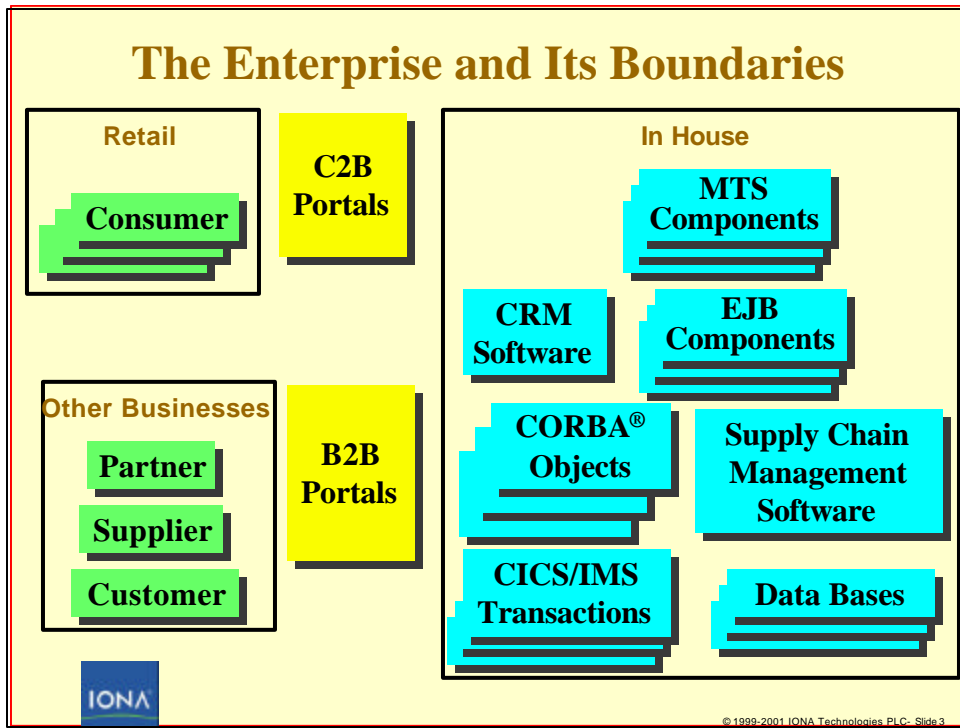 The Enterprise and Its Boundaries
Retail
Consumer
C2B
Portals
Other Businesses
Partner
Supplier
Customer
B2B
Portals
In House
MTS
Components
CRM
Software
EJB
Components
CORBA®
Objects
Supply Chain
Management
Software
CICS/IMS
Transactions
Data Bases
IONA®
© 1999-2001 IONA Technologies PLC- Slide 3